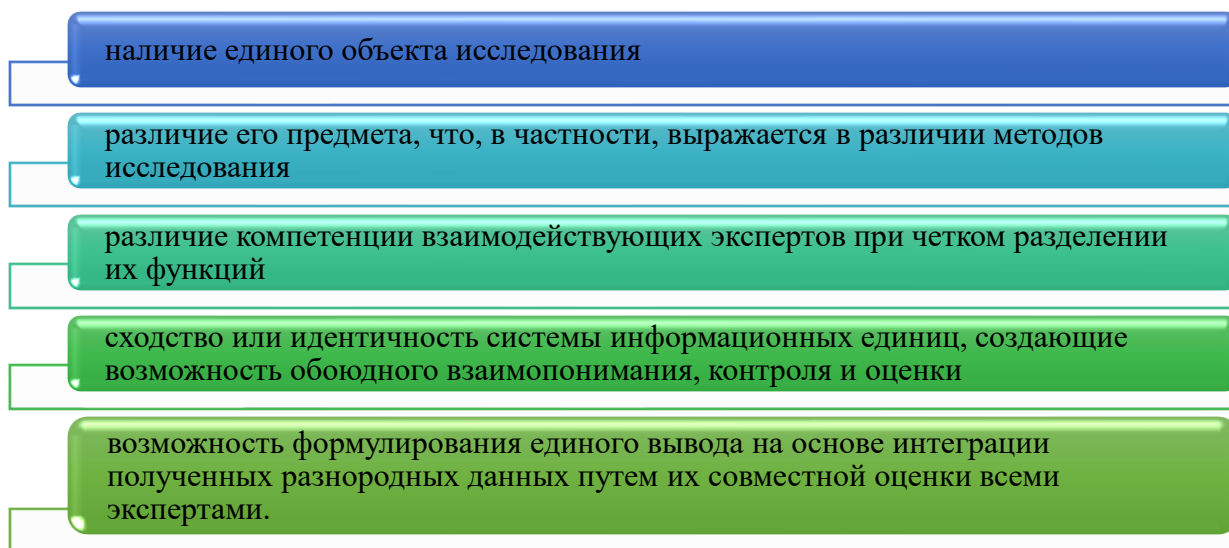 наличие единого объекта исследования
различие его предмета, что, в частности, выражается в различии методов
исследования
различие компетенции взаимодействующих экспертов при четком разделении
их функций
сходство или идентичность системы информационных единиц, создающие
возможность обоюдного взаимопонимания, контроля и оценки
возможность формулирования единого вывода на основе интеграции
полученных разнородных данных путем их совместной оценки всеми
экспертами.